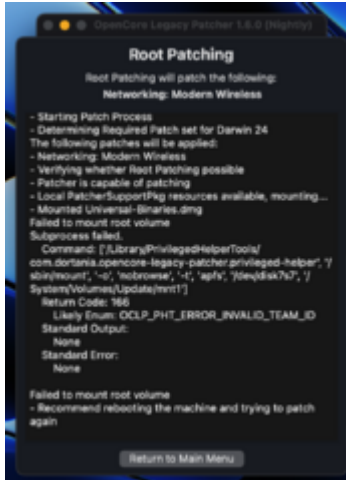 OpenCore Legacy Patcher 1.6.0 (Nightly)
Root Patching
Root Patching will patch the following:
Networking: Modern Wireless
- Starting Patch Process
- Determining Required Patch set for Darwin 24
The following patches will be applied:
- Networking: Modern Wireless
- Verifying whether Root Patching possible
- Patcher is capable of patching
- Local PatcherSupportPkg resources available, mounting...
- Mounted Universal-Binaries.dmg
Failed to mount root volume
Subprocess failed.
Command: ['/Library/PrivilegedHelperTools/
com.dortania.opencore-legacy-patcher.privileged-helper', '/
sbin/mount', '-o', 'nobrowse', '-t', 'apfs', '/dev/disk7s7', '/
System/Volumes/Update/mnt1']
Return Code: 166
Likely Enum: OCLP_PHT_ERROR_INVALID_TEAM_ID
Standard Output:
None
Standard Error:
None
Failed to mount root volume
- Recommend rebooting the machine and trying to patch
again
Return to Main Menu